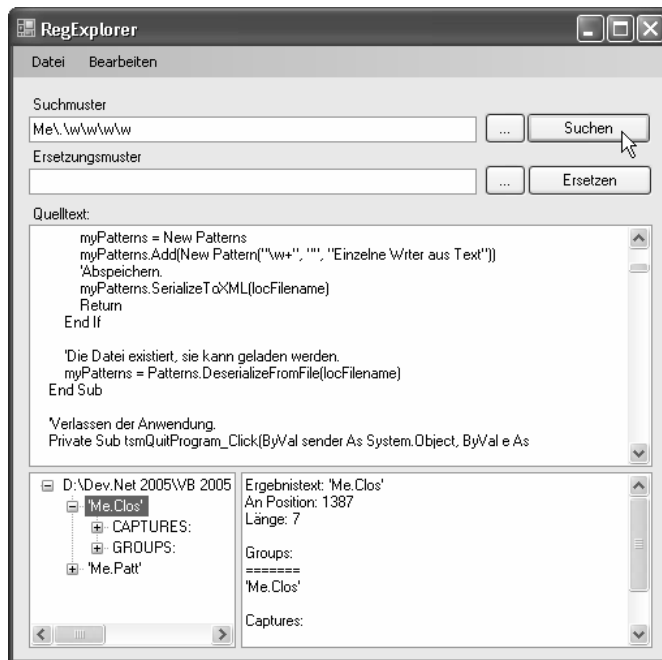 RegExplorer
Datei Bearbeiten
Suchmuster
Me\.\w\w\w\w
... Suchen
Ersetzungsmuster
... Ersetzen
Quelltext:
myPatterns = New Patterns
myPatterns.Add(New Pattern("\w+", "", "Einzelne Wrter aus Text"))
'Abspeichern.
myPatterns.SerializeToXML(locFilename)
Return
End If
'Die Datei existiert, sie kann geladen werden.
myPatterns = Patterns.DeserializeFromFile(locFilename)
End Sub
'Verlassen der Anwendung.
Private Sub tsmQuitProgram_Click(ByVal sender As System.Object, ByVal e As
D:\Dev.Net 2005\VB 2005
'Me.Clos'
CAPTURES:
GROUPS:
'Me.Patt'
Ergebnistext: 'Me.Clos'
An Position: 1387
Länge: 7
Groups:
=======
'Me.Clos'
Captures: